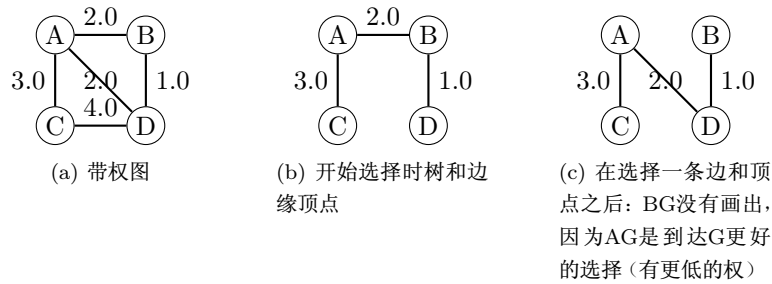 2.0
A B
3.0 2.0 1.0
4.0
C D
(a) 带权图
2.0
A B
3.0 1.0
C D
(b) 开始选择时树和边
缘顶点
A B
3.0 2.0 1.0
C D
(c) 在选择一条边和顶
点之后：BG没有画出，
因为AG是到达G更好
的选择（有更低的权）